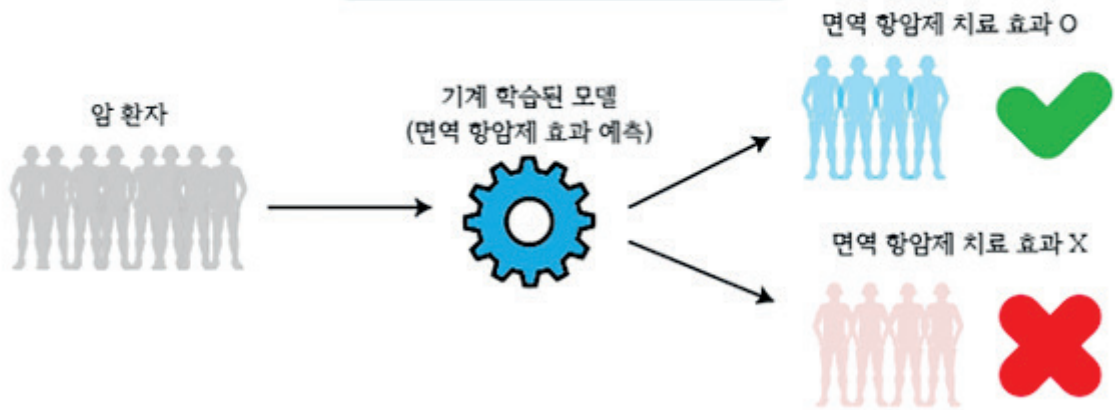 암 환자
기계 학습된 모델
(면역 항암제 효과 예측)
면역 항암제 치료 효과 O
면역 항암제 치료 효과 X